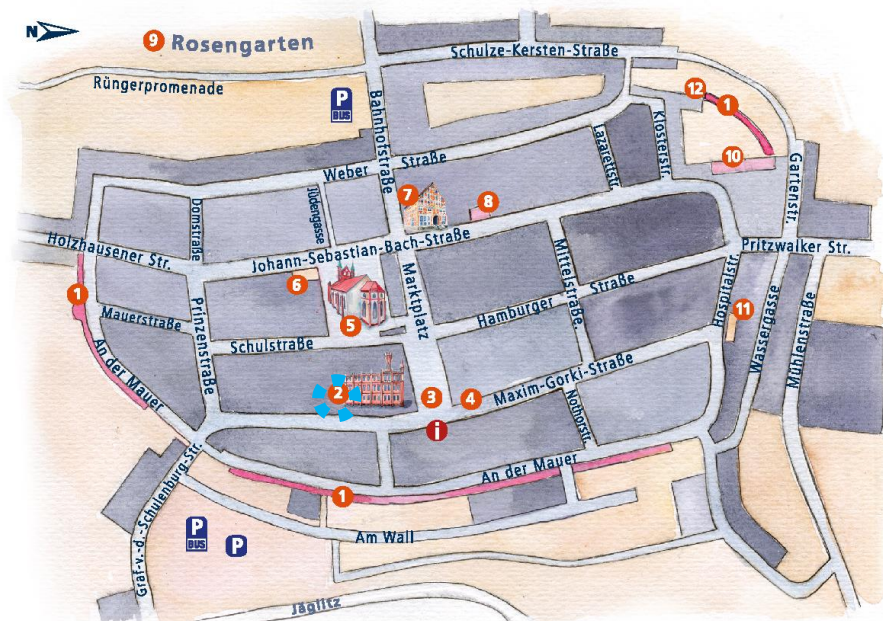 N
9 Rosengarten
Schulze-Kersten-Straße
Rüngerpromenade
P
BUS
Bahnhofstraße
12
1
Klosterstr.
Lazarettstr.
10
Gartenstr.
Weber Straße
Jüdengasse
7
8
Domstraße
Holzhausener Str.
Johann-Sebastian-Bach-Straße
Pritzwalker Str.
Mittelstraße
Marktplatz
6
1
Prinzenstraße
Mauerstraße
5
Hamburger Straße
Hospitalstr.
11
Wassergasse
Mühlenstraße
Schulstraße
An der Mauer
2
3
4
Maxim-Gorki-Straße
Nothorstr.
i
An der Mauer
1
Graf-v.-d.-Schulenburg-Str.
P
BUS
P
Am Wall
Jäglitz